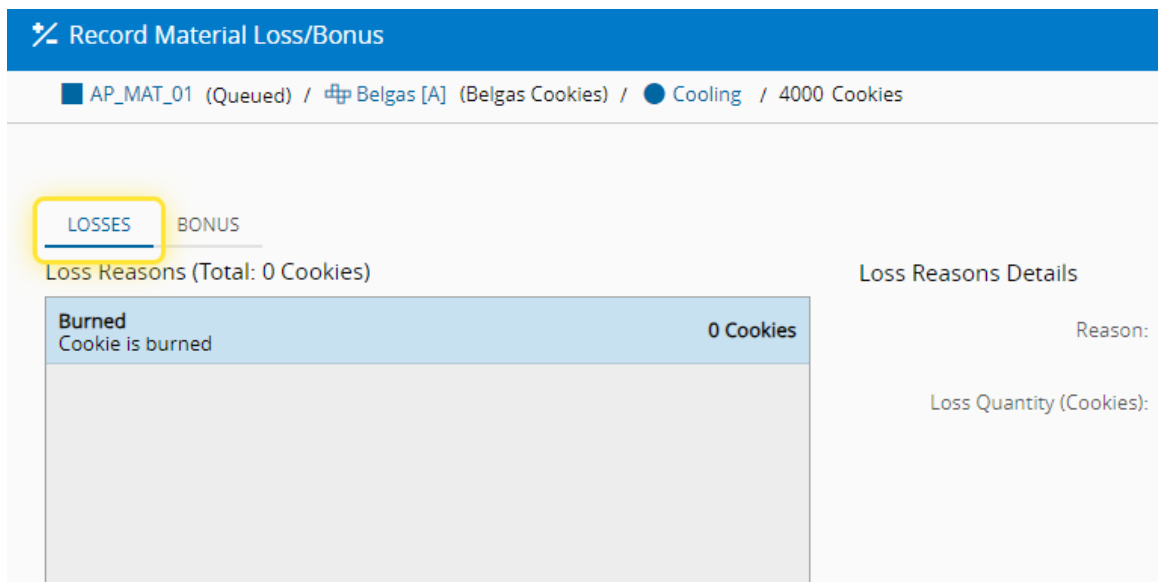 Record Material Loss/Bonus
AP_MAT_01 (Queued) / Belgas [A] (Belgas Cookies) / Cooling / 4000 Cookies
LOSSES BONUS
Loss Reasons (Total: 0 Cookies)
Loss Reasons Details
Burned
0 Cookies
Cookie is burned
Reason:
Loss Quantity (Cookies):